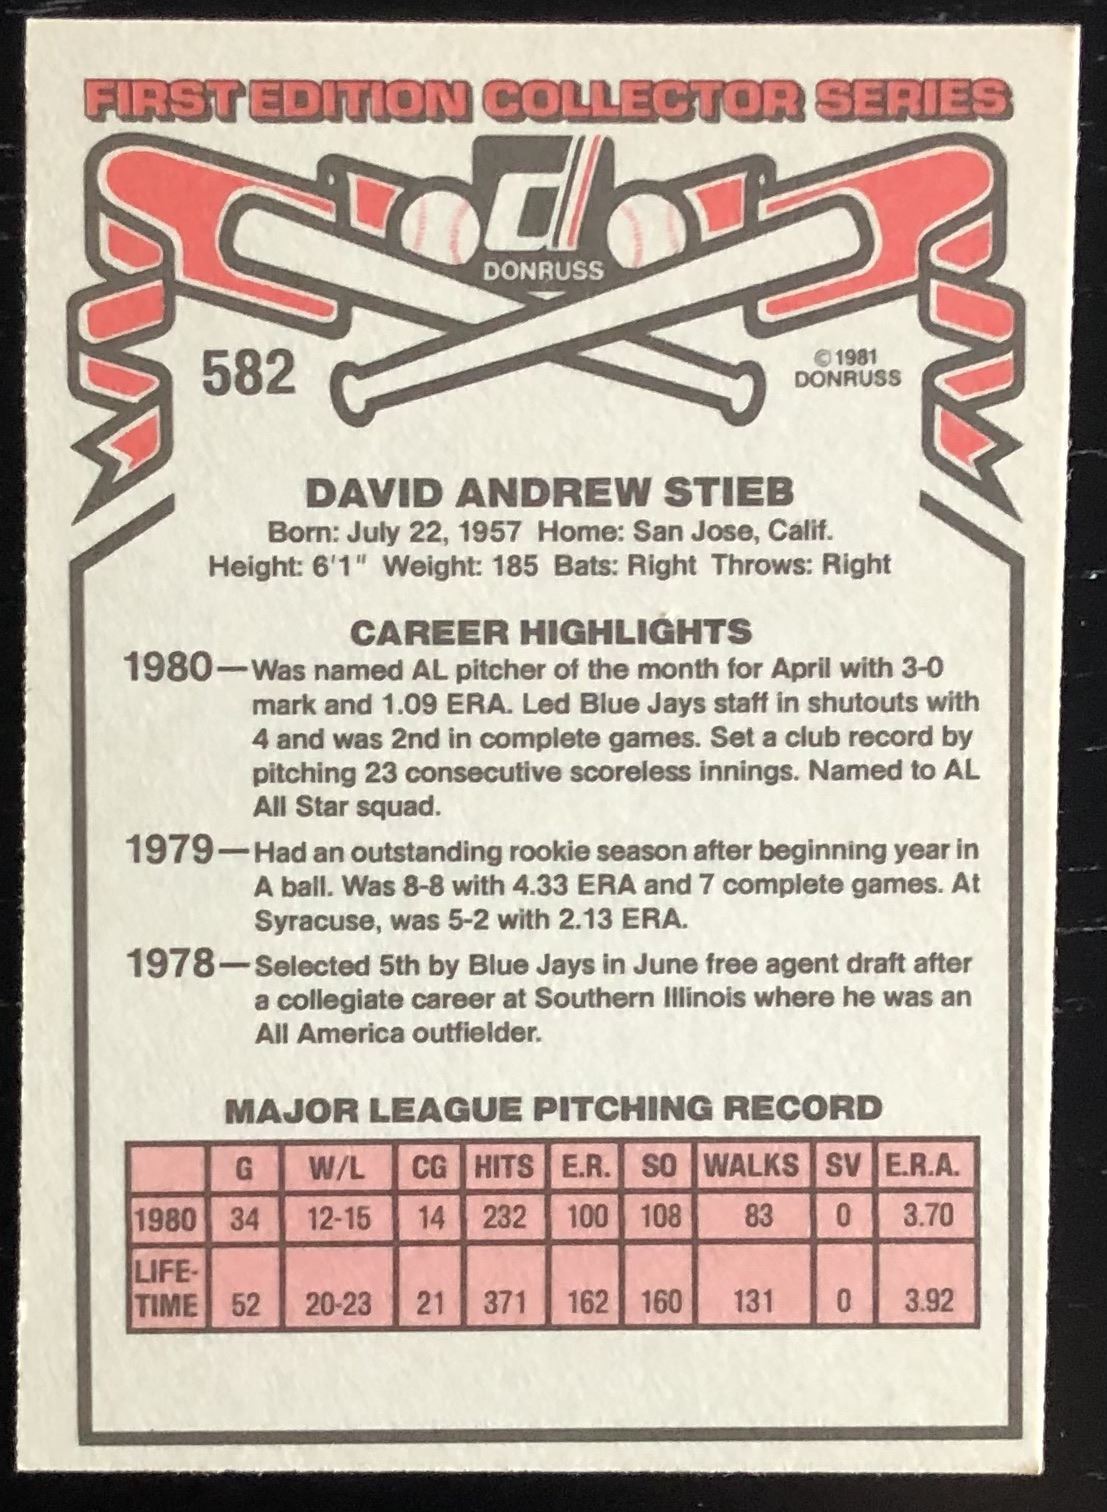 FIRST EDITION COLLECTOR SERIES
d
DONRUSS
582
©1981
DONRUSS
DAVID ANDREW STIEB
Born: July 22, 1957 Home: San Jose, Calif.
Height: 6'1" Weight: 185 Bats: Right Throws: Right
CAREER HIGHLIGHTS
1980—Was named AL pitcher of the month for April with 3-0
mark and 1.09 ERA. Led Blue Jays staff in shutouts with
4 and was 2nd in complete games. Set a club record by
pitching 23 consecutive scoreless innings. Named to AL
All Star squad.
1979—Had an outstanding rookie season after beginning year in
A ball. Was 8-8 with 4.33 ERA and 7 complete games. At
Syracuse, was 5-2 with 2.13 ERA.
1978—Selected 5th by Blue Jays in June free agent draft after
a collegiate career at Southern Illinois where he was an
All America outfielder.
MAJOR LEAGUE PITCHING RECORD
G W/L CG HITS E.R. SO WALKS SV E.R.A.
1980 34 12-15 14 232 100 108 83 0 3.70
LIFE-
TIME 52 20-23 21 371 162 160 131 0 3.92